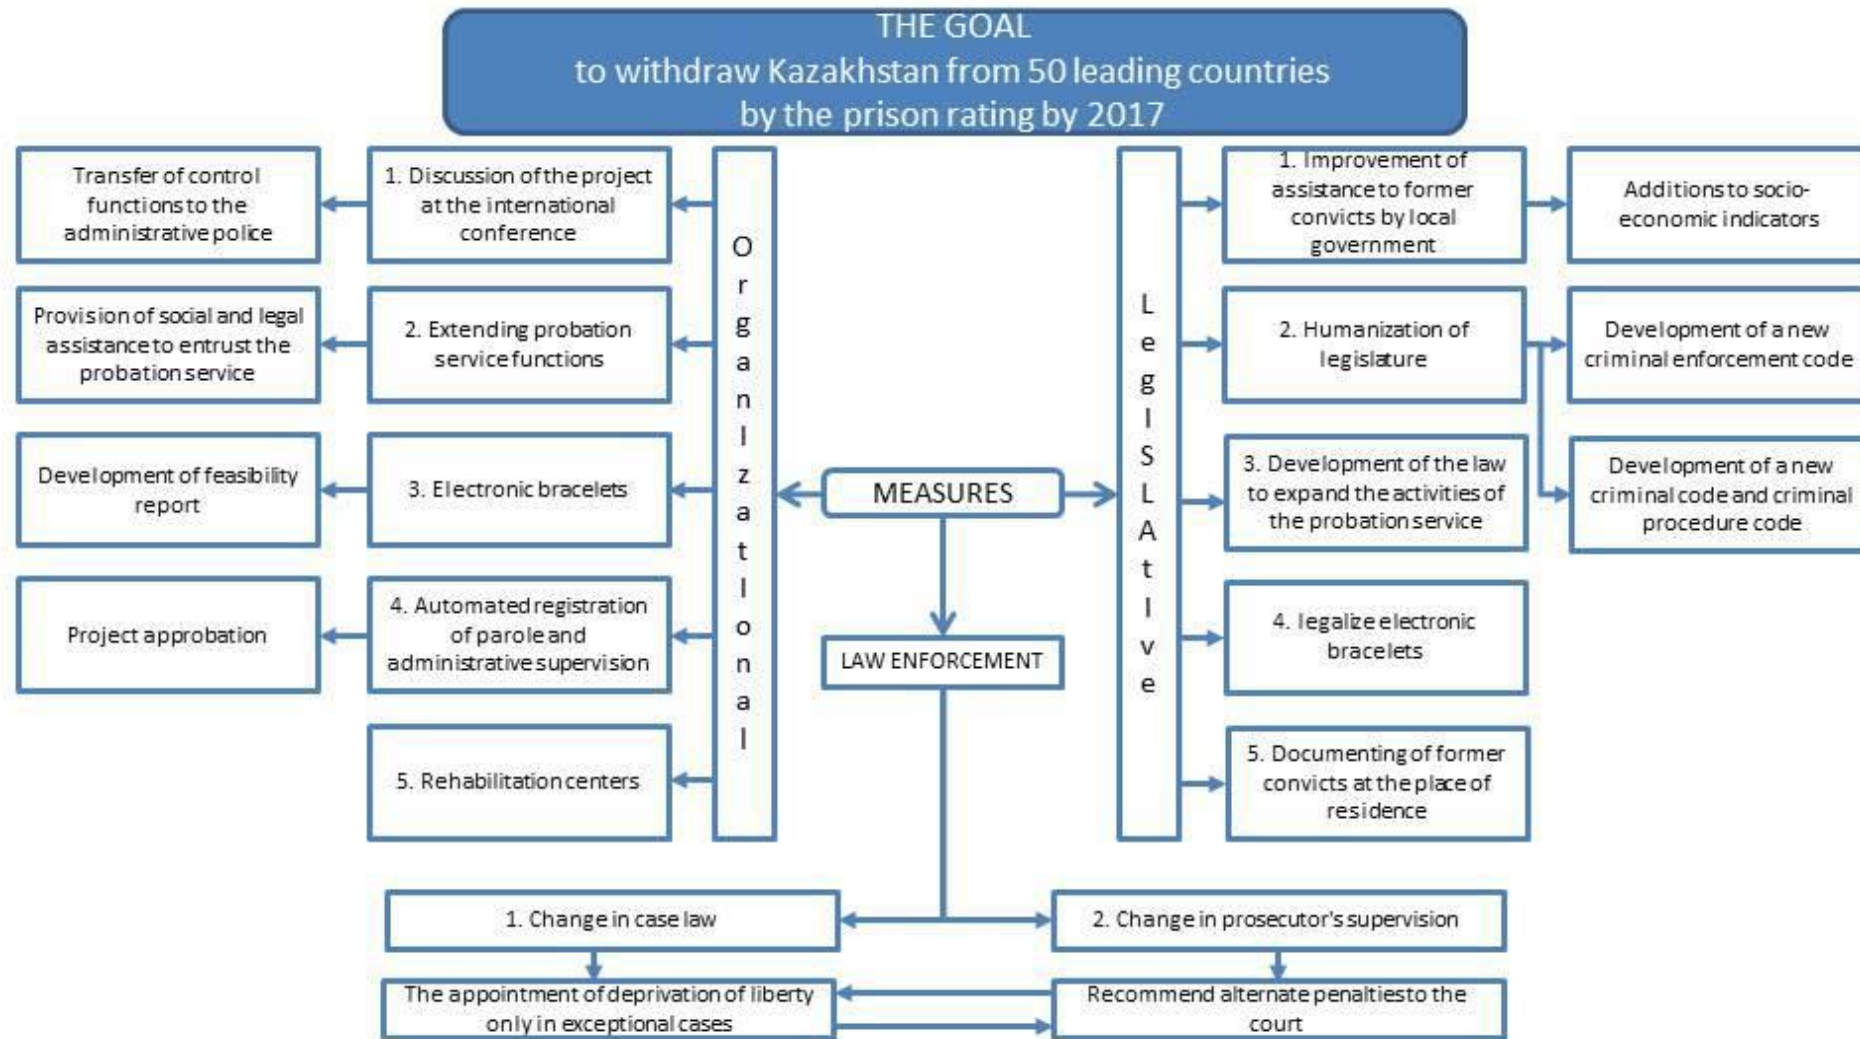 THE GOAL
to withdraw Kazakhstan from 50 leading countries
by the prison rating by 2017
Transfer of control
functions to the
administrative police
1. Discussion of the project
at the international
conference
OrganIzatIonal
LegISLAtIve
1. Improvement of
assistance to former
convicts by local
government
Additions to socio-
economic indicators
Provision of social and legal
assistance to entrust the
probation service
2. Extending probation
service functions
2. Humanization of
legislature
Development of a new
criminal enforcement code
Development of feasibility
report
3. Electronic bracelets
MEASURES
3. Development of the law
to expand the activities of
the probation service
Development of a new
criminal code and criminal
procedure code
Project approbation
4. Automated registration
of parole and
administrative supervision
LAW ENFORCEMENT
4. legalize electronic
bracelets
5. Rehabilitation centers
5. Documenting of former
convicts at the place of
residence
1. Change in case law
2. Change in prosecutor's supervision
The appointment of deprivation of liberty
only in exceptional cases
Recommend alternate penalties to the
court